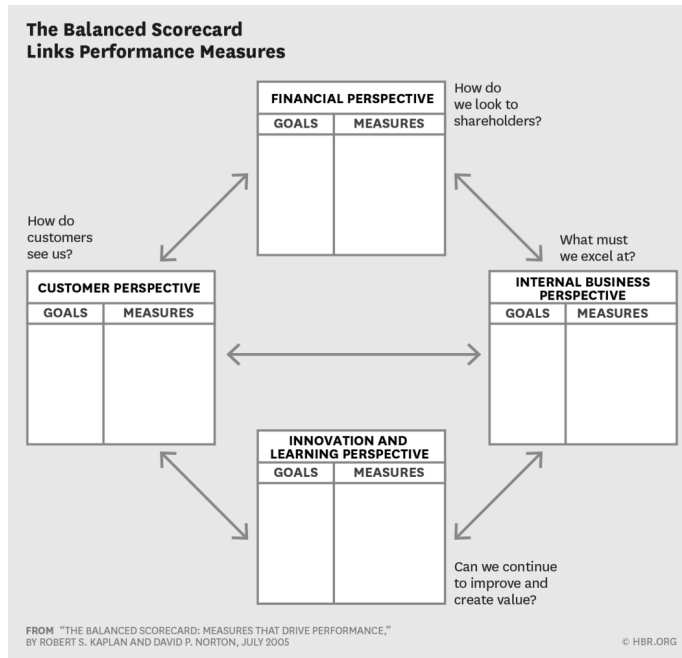 The Balanced Scorecard
Links Performance Measures
FINANCIAL PERSPECTIVE
GOALS MEASURES
How do
we look to
shareholders?
How do
customers
see us?
CUSTOMER PERSPECTIVE
GOALS MEASURES
What must
we excel at?
INTERNAL BUSINESS
PERSPECTIVE
GOALS MEASURES
INNOVATION AND
LEARNING PERSPECTIVE
GOALS MEASURES
Can we continue
to improve and
create value?
FROM “THE BALANCED SCORECARD: MEASURES THAT DRIVE PERFORMANCE,”
BY ROBERT S. KAPLAN AND DAVID P. NORTON, JULY 2005
© HBR.ORG